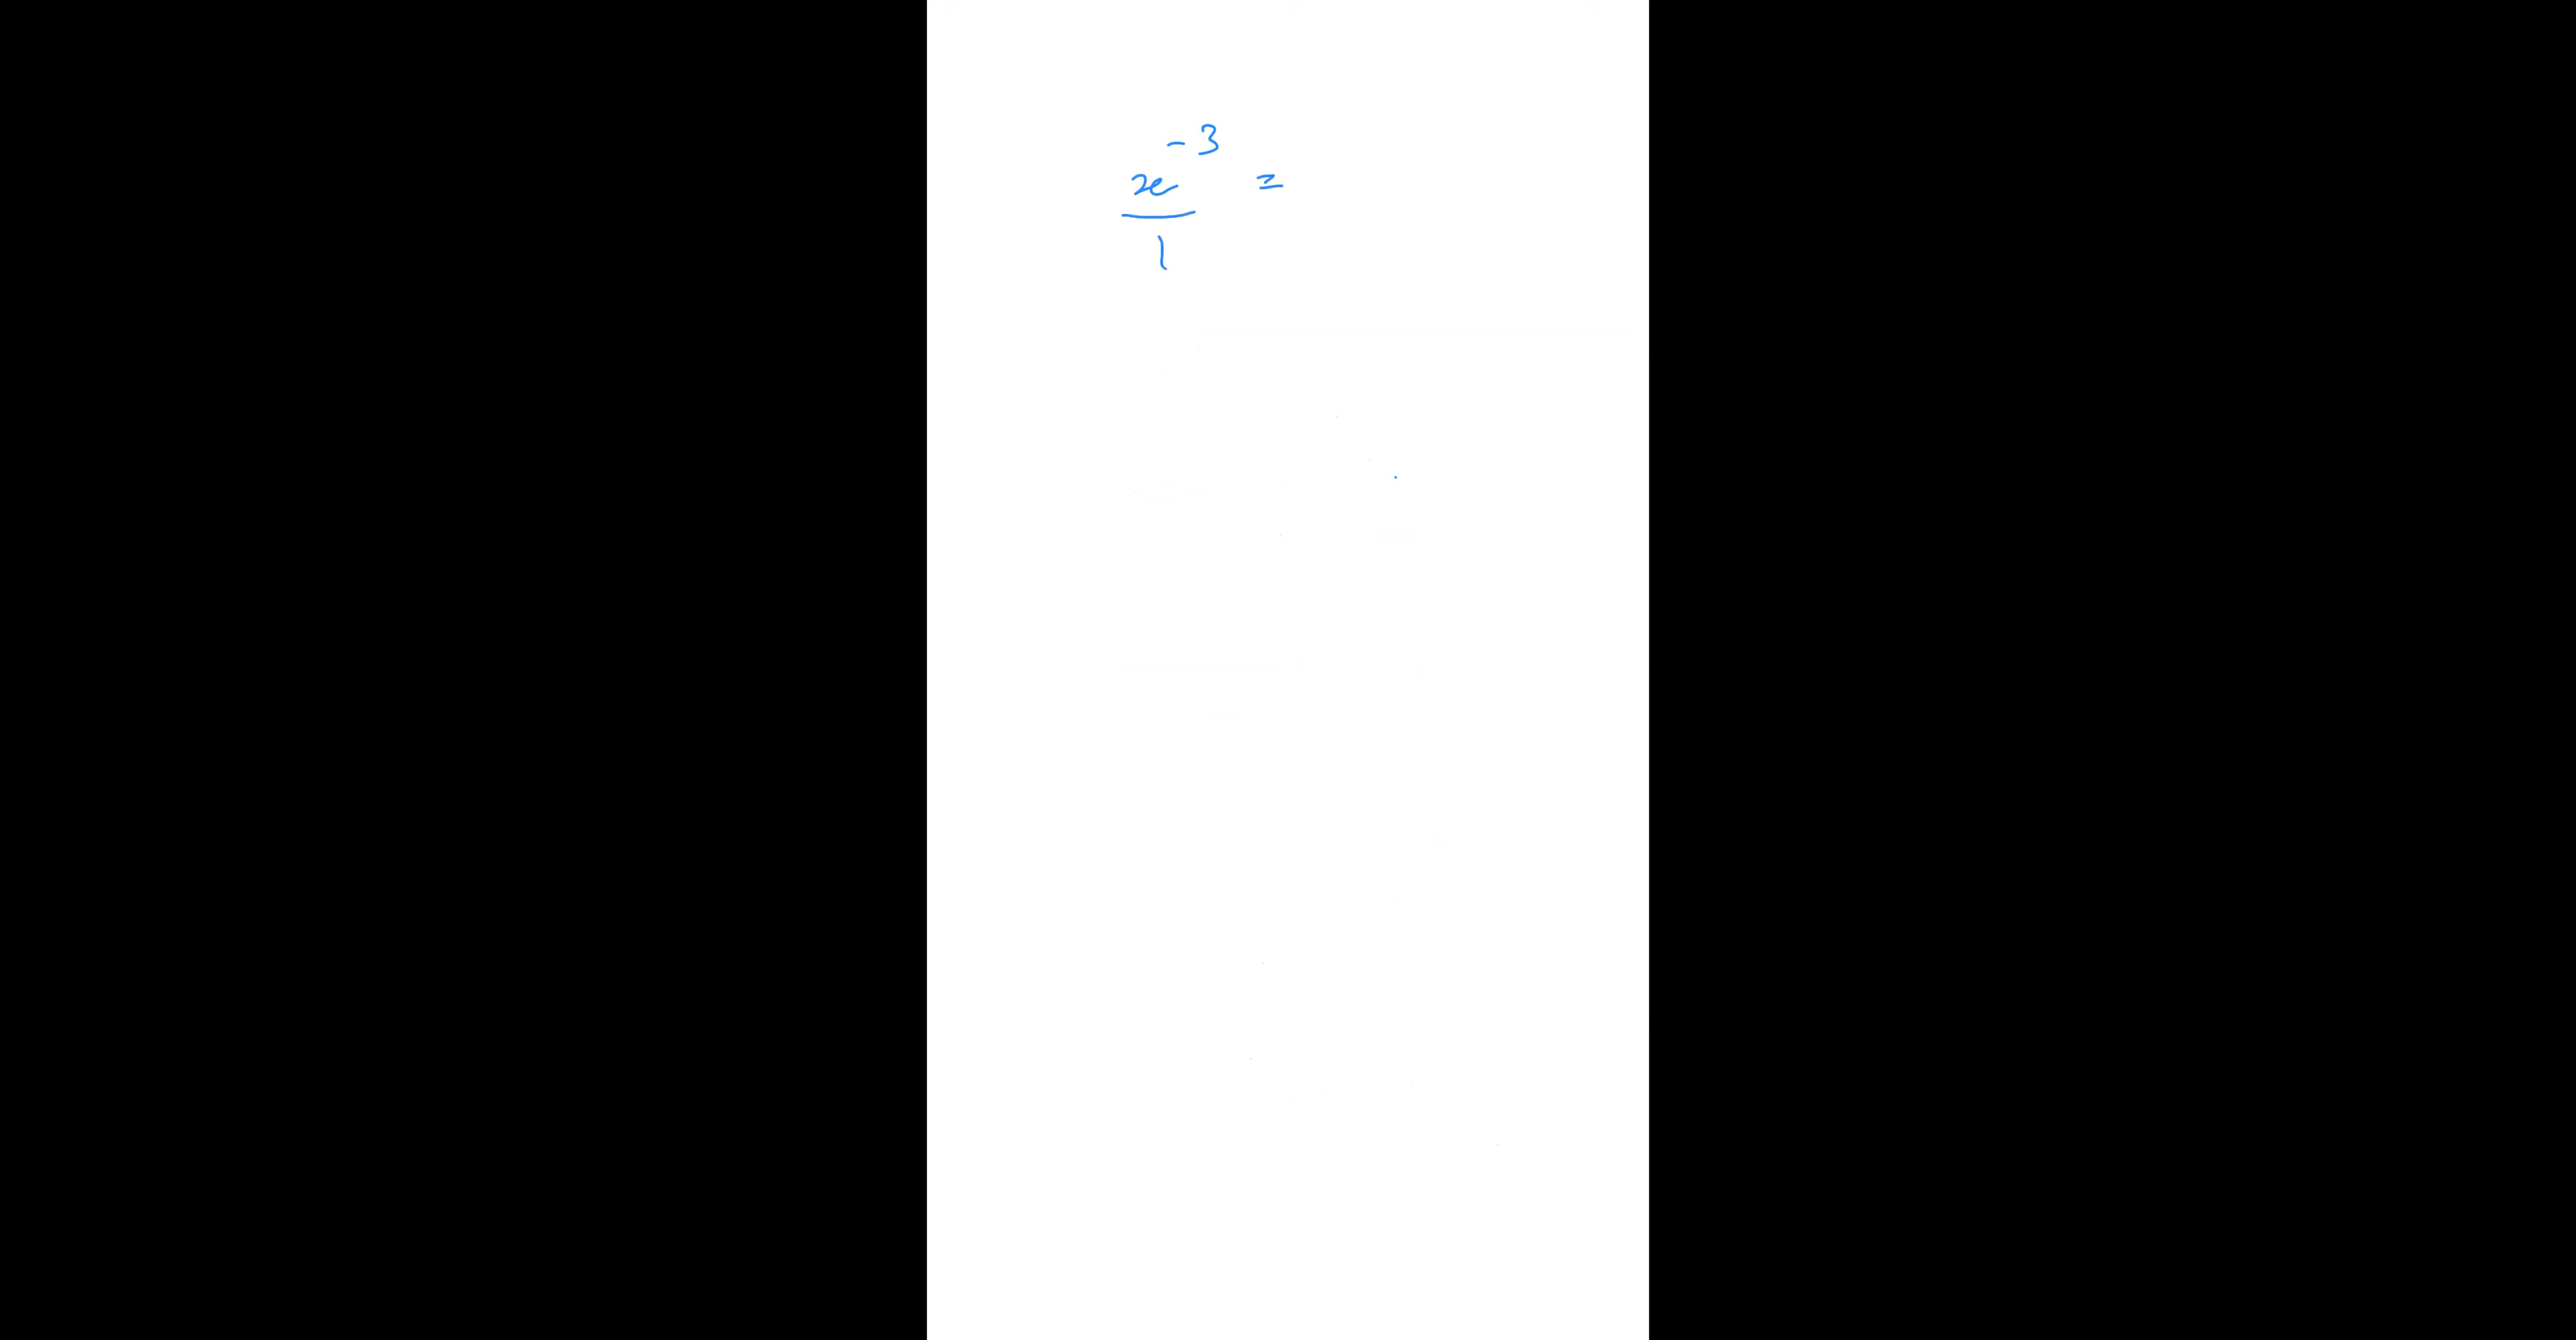 x^{-3}/1 =